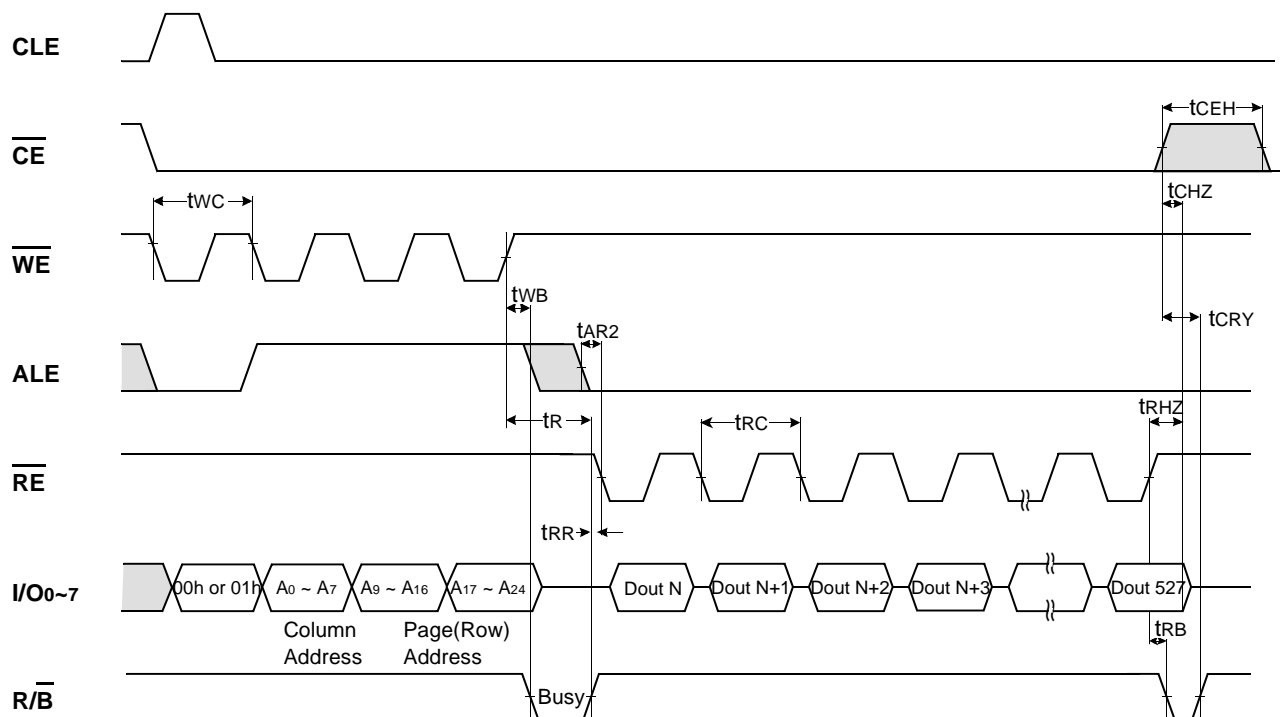 CLE
tCEH
CE
tCHZ
tWC
WE
tWB
tCRY
tAR2
ALE
tRHZ
tR
tRC
RE
tRR
I/O0~7
00h or 01h
A0 ~ A7
A9 ~ A16
A17 ~ A24
Dout N
Dout N+1
Dout N+2
Dout N+3
Dout 527
Column
Address
Page(Row)
Address
tRB
R/B
Busy